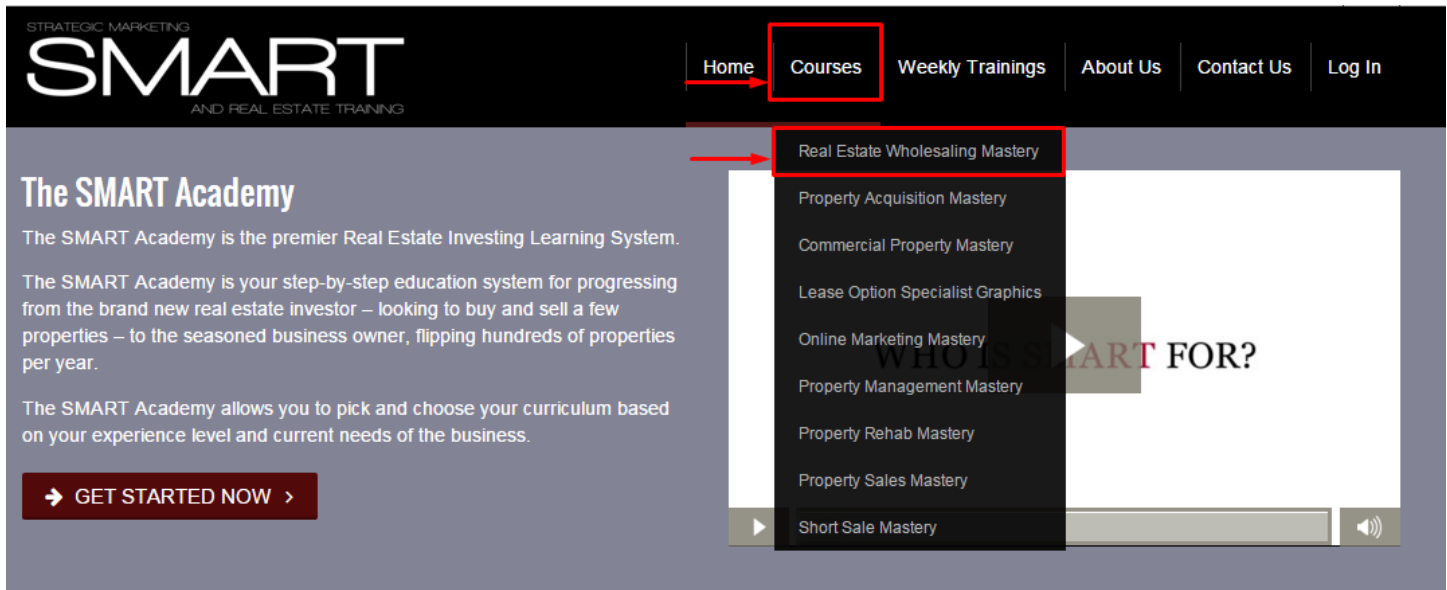 STRATEGIC MARKETING
SMART
AND REAL ESTATE TRAINING
Home
Courses
Weekly Trainings
About Us
Contact Us
Log In
The SMART Academy
The SMART Academy is the premier Real Estate Investing Learning System.
The SMART Academy is your step-by-step education system for progressing
from the brand new real estate investor – looking to buy and sell a few
properties – to the seasoned business owner, flipping hundreds of properties
per year.
The SMART Academy allows you to pick and choose your curriculum based
on your experience level and current needs of the business.
GET STARTED NOW
Real Estate Wholesaling Mastery
Property Acquisition Mastery
Commercial Property Mastery
Lease Option Specialist Graphics
Online Marketing Mastery
Property Management Mastery
Property Rehab Mastery
Property Sales Mastery
Short Sale Mastery
WHO IS SMART FOR?